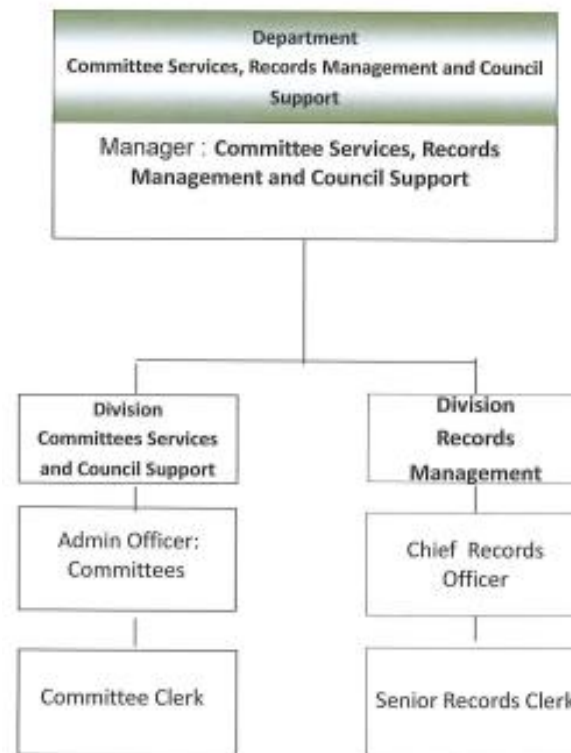 Department
Committee Services, Records Management and Council
Support
Manager : Committee Services, Records
Management and Council Support
Division
Committees Services
and Council Support
Division
Records
Management
Admin Officer:
Committees
Chief Records
Officer
Committee Clerk
Senior Records Clerk